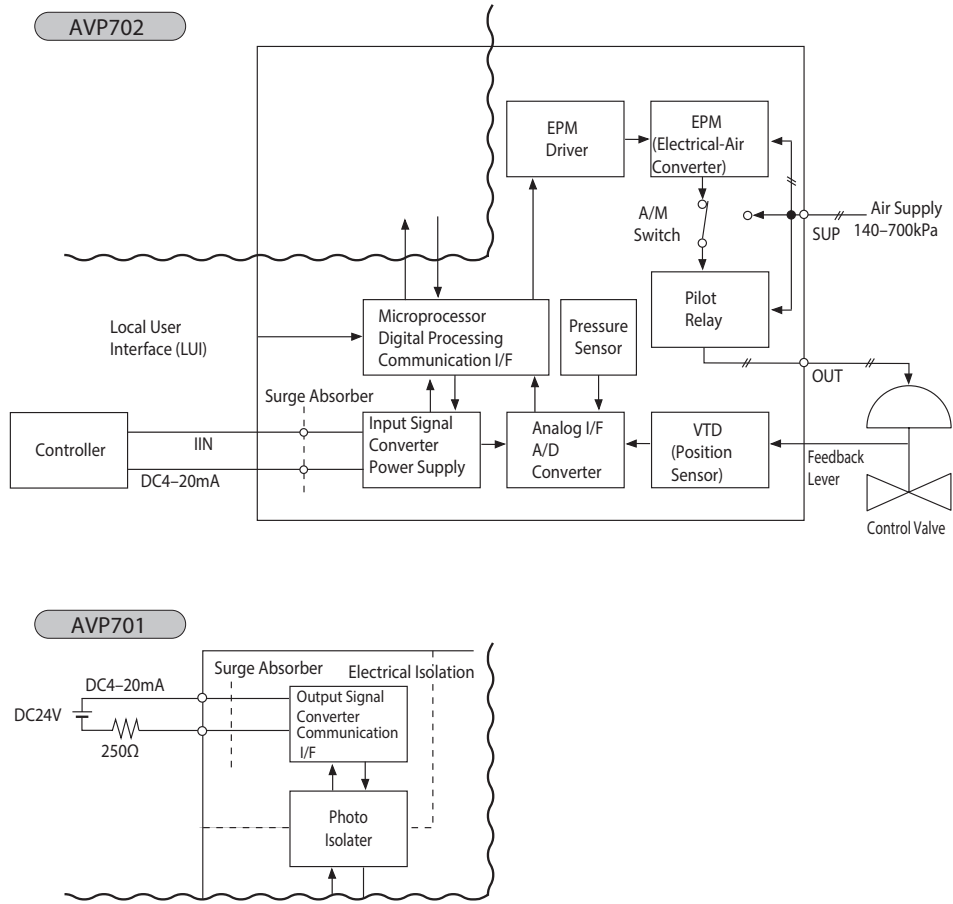 AVP702
EPM
Driver
EPM
(Electrical-Air
Converter)
A/M
Switch
SUP
Air Supply
140–700kPa
Pilot
Relay
Local User
Interface (LUI)
Microprocessor
Digital Processing
Communication I/F
Pressure
Sensor
OUT
Surge Absorber
Controller
IIN
DC4–20mA
Input Signal
Converter
Power Supply
Analog I/F
A/D
Converter
VTD
(Position
Sensor)
Feedback
Lever
Control Valve
AVP701
DC4–20mA
DC24V
250Ω
Surge Absorber
Electrical Isolation
Output Signal
Converter
Communication
I/F
Photo
Isolater